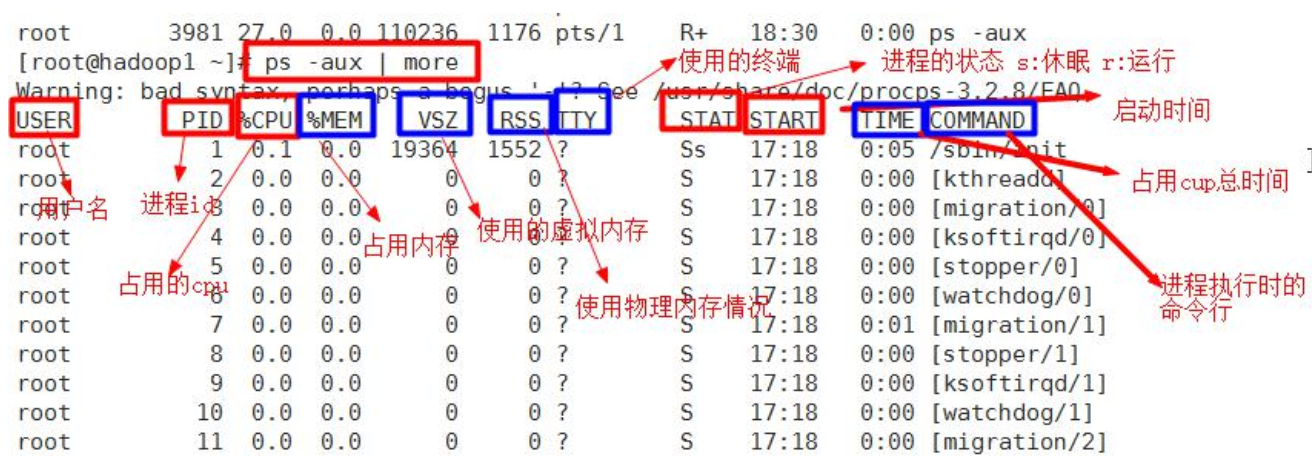 root 3981 27.0 0.0 110236 1176 pts/1 R+ 18:30 0:00 ps -aux
[root@hadoop1 ~]# ps -aux | more
使用的终端
进程的状态 s:休眠 r:运行
Warning: bad syntax, perhaps a bogus '-'? See /usr/share/doc/procps-3.2.8/FAQ
启动时间
USER PID %CPU %MEM VSZ RSS TTY STAT START TIME COMMAND
root 1 0.1 0.0 19364 1552 ? Ss 17:18 0:05 /sbin/init
root 2 0.0 0.0 0 0 ? S 17:18 0:00 [kthreadd]
占用cup总时间
root 3 0.0 0.0 0 0 ? S 17:18 0:00 [migration/0]
用户名
进程id
root 4 0.0 0.0 0 0 ? S 17:18 0:00 [ksoftirqd/0]
占用内存
使用的虚拟内存
root 5 0.0 0.0 0 0 ? S 17:18 0:00 [stopper/0]
占用的cpu
root 6 0.0 0.0 0 0 ? S 17:18 0:00 [watchdog/0]
使用物理内存情况
进程执行时的
命令行
root 7 0.0 0.0 0 0 ? S 17:18 0:01 [migration/1]
root 8 0.0 0.0 0 0 ? S 17:18 0:00 [stopper/1]
root 9 0.0 0.0 0 0 ? S 17:18 0:00 [ksoftirqd/1]
root 10 0.0 0.0 0 0 ? S 17:18 0:00 [watchdog/1]
root 11 0.0 0.0 0 0 ? S 17:18 0:00 [migration/2]